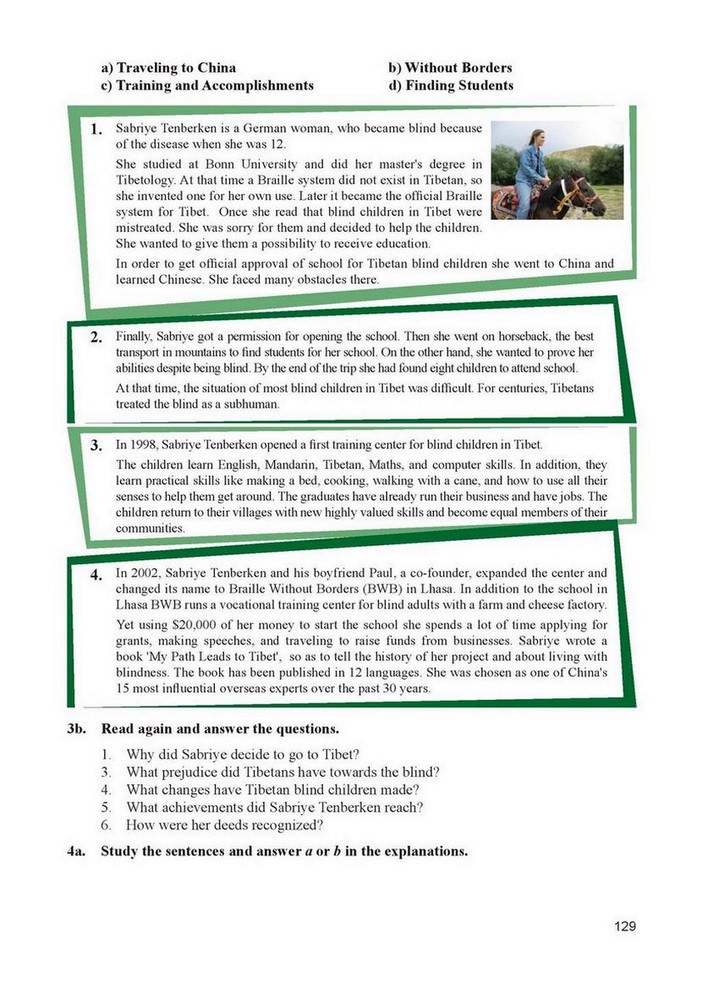 a) Traveling to China b) Without Borders
c) Training and Accomplishments d) Finding Students
1. Sabriye Tenberken is a German woman, who became blind because
of the disease when she was 12.
She studied at Bonn University and did her master's degree in
Tibetology. At that time a Braille system did not exist in Tibetan, so
she invented one for her own use. Later it became the official Braille
system for Tibet. Once she read that blind children in Tibet were
mistreated. She was sorry for them and decided to help the children.
She wanted to give them a possibility to receive education.
In order to get official approval of school for Tibetan blind children she went to China and
learned Chinese. She faced many obstacles there.
2. Finally, Sabriye got a permission for opening the school. Then she went on horseback, the best
transport in mountains to find students for her school. On the other hand, she wanted to prove her
abilities despite being blind. By the end of the trip she had found eight children to attend school.
At that time, the situation of most blind children in Tibet was difficult. For centuries, Tibetans
treated the blind as a subhuman.
3. In 1998, Sabriye Tenberken opened a first training center for blind children in Tibet.
The children learn English, Mandarin, Tibetan, Maths, and computer skills. In addition, they
learn practical skills like making a bed, cooking, walking with a cane, and how to use all their
senses to help them get around. The graduates have already run their business and have jobs. The
children return to their villages with new highly valued skills and become equal members of their
communities.
4. In 2002, Sabriye Tenberken and his boyfriend Paul, a co-founder, expanded the center and
changed its name to Braille Without Borders (BWB) in Lhasa. In addition to the school in
Lhasa BWB runs a vocational training center for blind adults with a farm and cheese factory.
Yet using $20,000 of her money to start the school she spends a lot of time applying for
grants, making speeches, and traveling to raise funds from businesses. Sabriye wrote a
book 'My Path Leads to Tibet', so as to tell the history of her project and about living with
blindness. The book has been published in 12 languages. She was chosen as one of China's
15 most influential overseas experts over the past 30 years.
3b. Read again and answer the questions.
1. Why did Sabriye decide to go to Tibet?
3. What prejudice did Tibetans have towards the blind?
4. What changes have Tibetan blind children made?
5. What achievements did Sabriye Tenberken reach?
6. How were her deeds recognized?
4a. Study the sentences and answer a or b in the explanations.
129